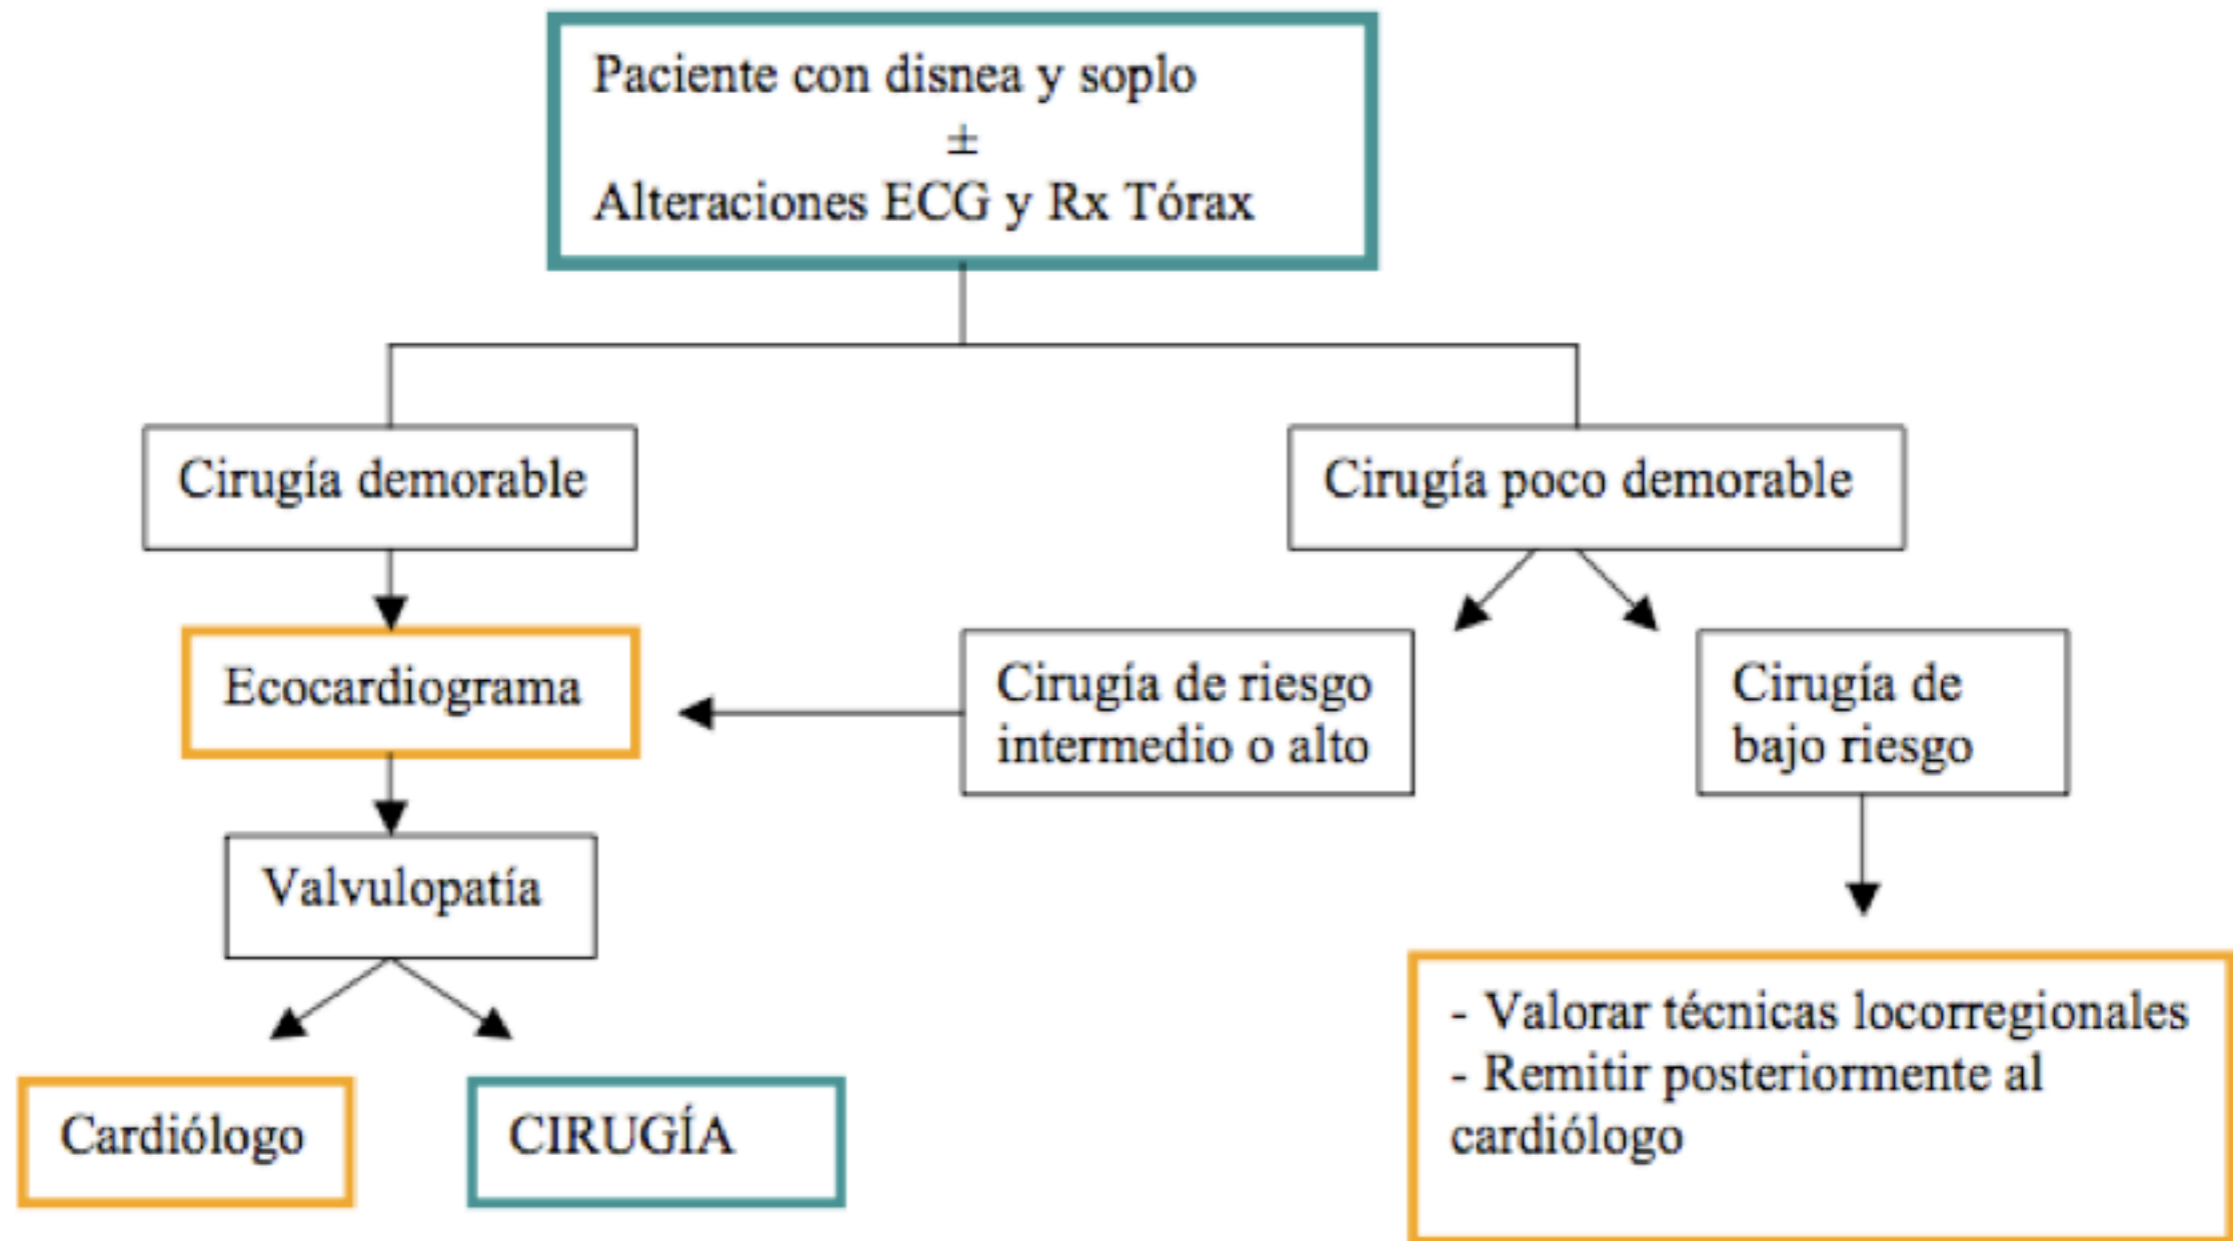 Paciente con disnea y soplo
±
Alteraciones ECG y Rx Tórax
Cirugía demorable
Cirugía poco demorable
Ecocardiograma
Cirugía de riesgo
intermedio o alto
Cirugía de
bajo riesgo
Valvulopatía
Cardiólogo
CIRUGÍA
- Valorar técnicas locorregionales
- Remitir posteriormente al
cardiólogo